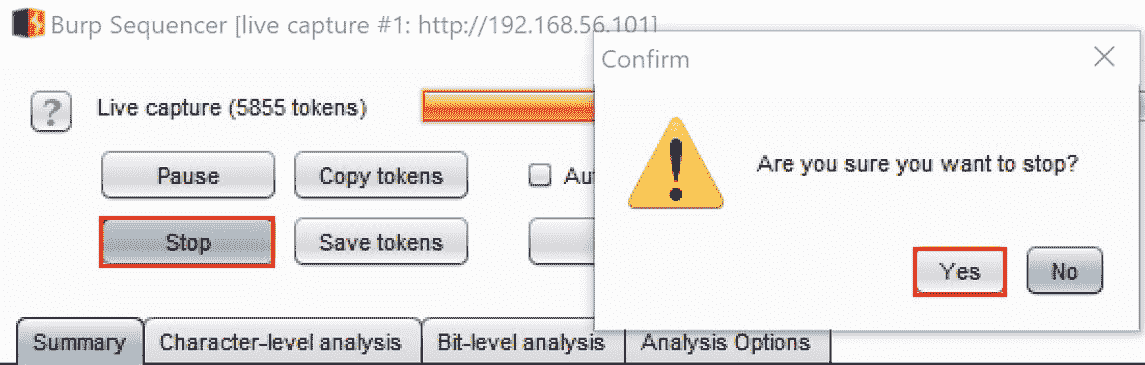 Burp Sequencer [live capture #1: http://192.168.56.101]
Confirm
? Live capture (5855 tokens)
Pause Copy tokens
Are you sure you want to stop?
Stop Save tokens
Yes No
Summary Character-level analysis Bit-level analysis Analysis Options